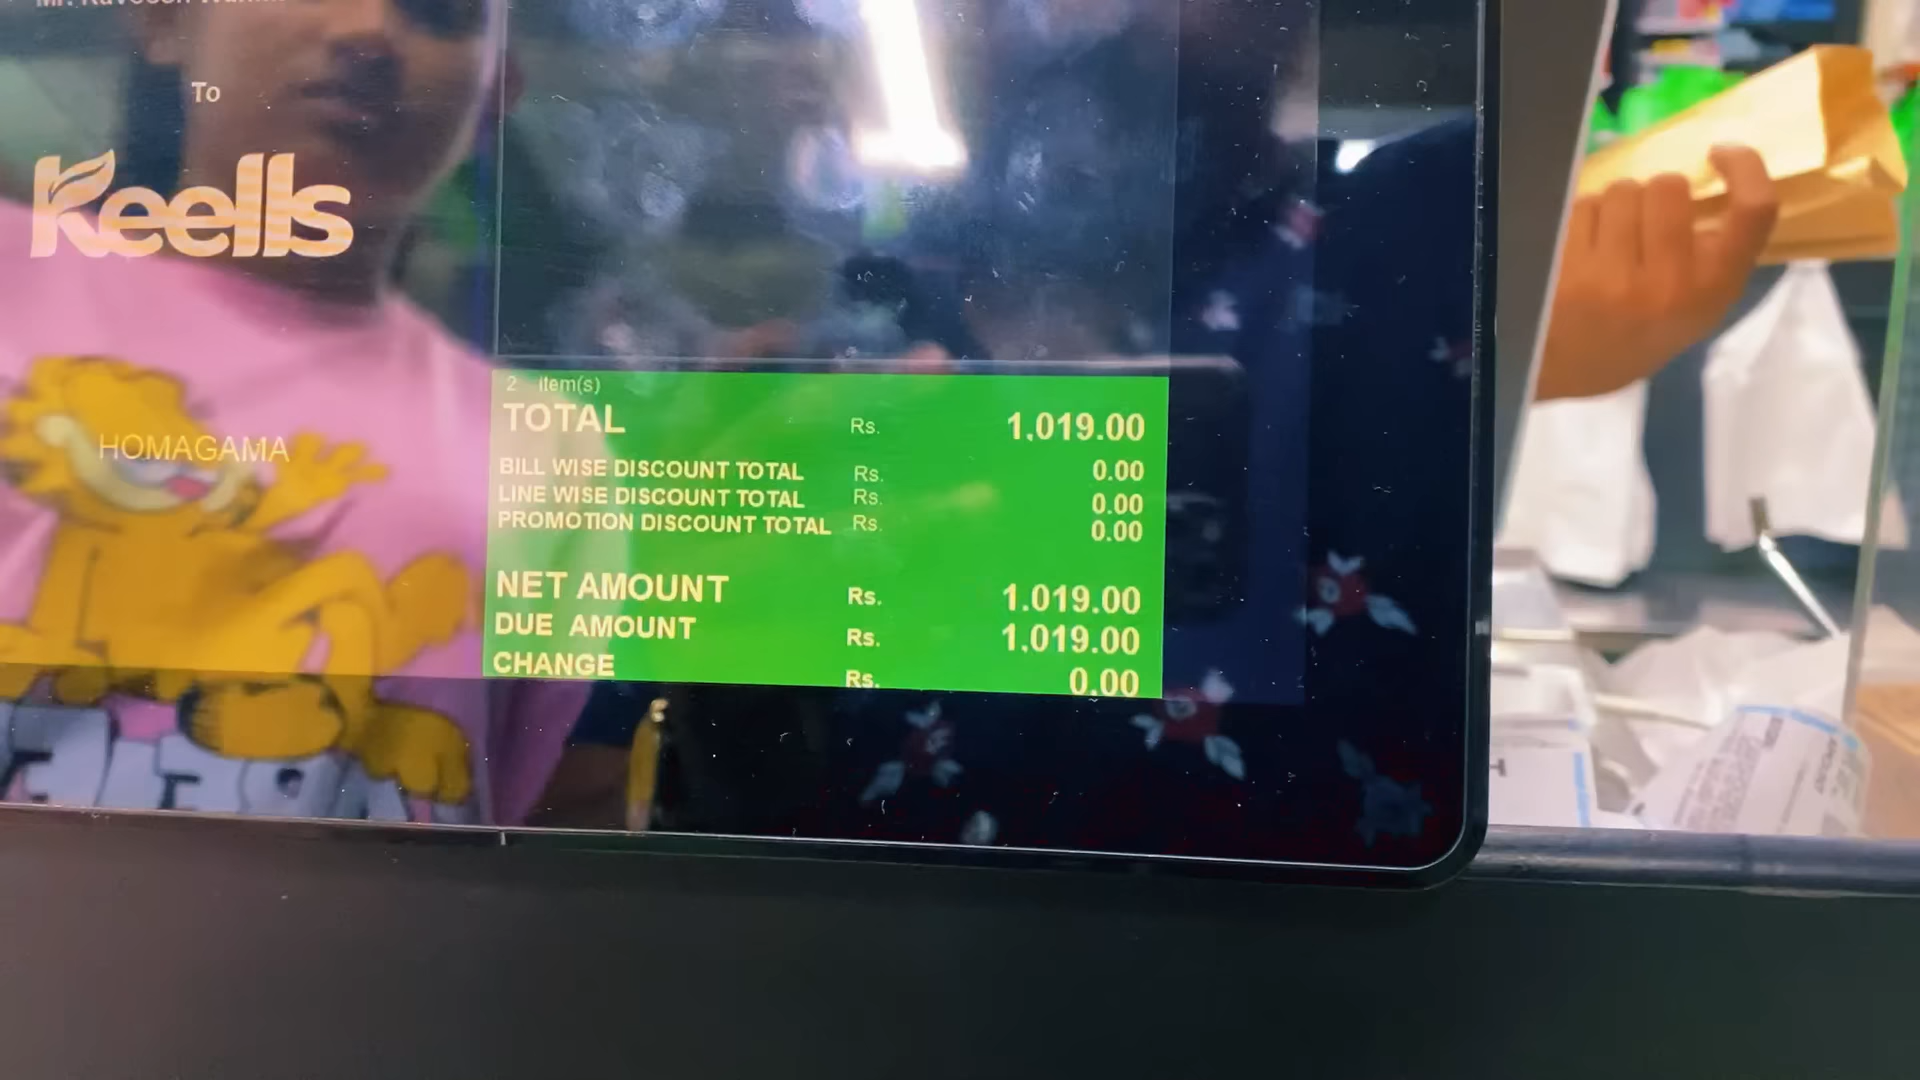 Mr.
To
Keells
HOMAGAMA
2 item(s)
TOTAL Rs. 1,019.00
BILL WISE DISCOUNT TOTAL Rs. 0.00
LINE WISE DISCOUNT TOTAL Rs. 0.00
PROMOTION DISCOUNT TOTAL Rs. 0.00
NET AMOUNT Rs. 1.019.00
DUE AMOUNT Rs. 1,019.00
CHANGE Rs. 0.00